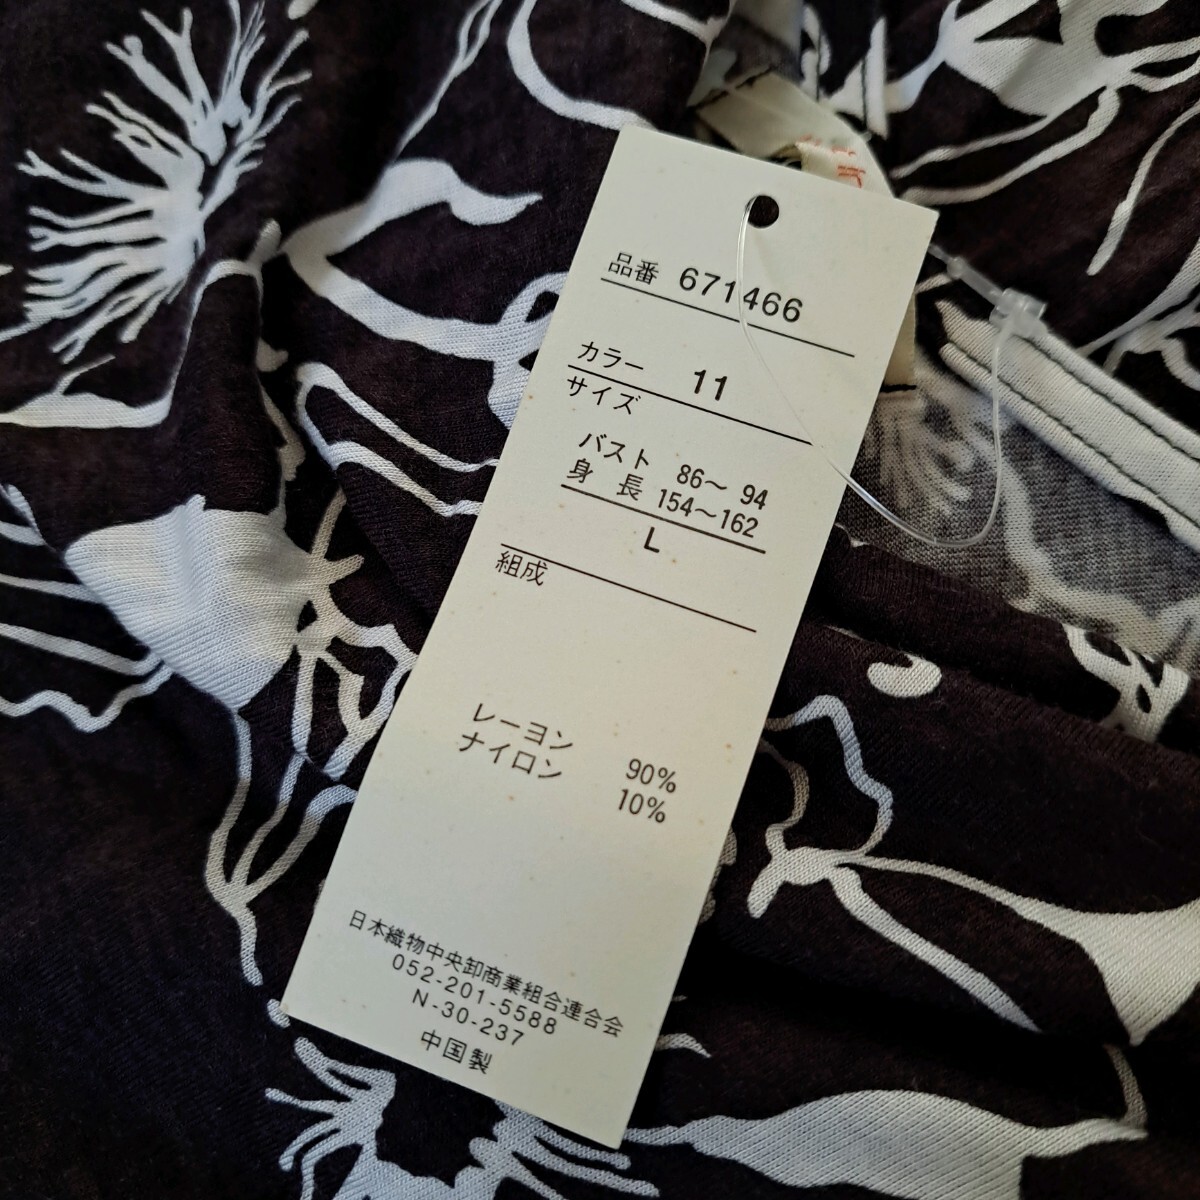 品番 671466
カラー 11
サイズ
バスト 86～ 94
身 長 154～162
L
組成
レーヨン 90%
ナイロン 10%
日本織物中央卸商業組合連合会
052-201-5588
N-30-237
中国製